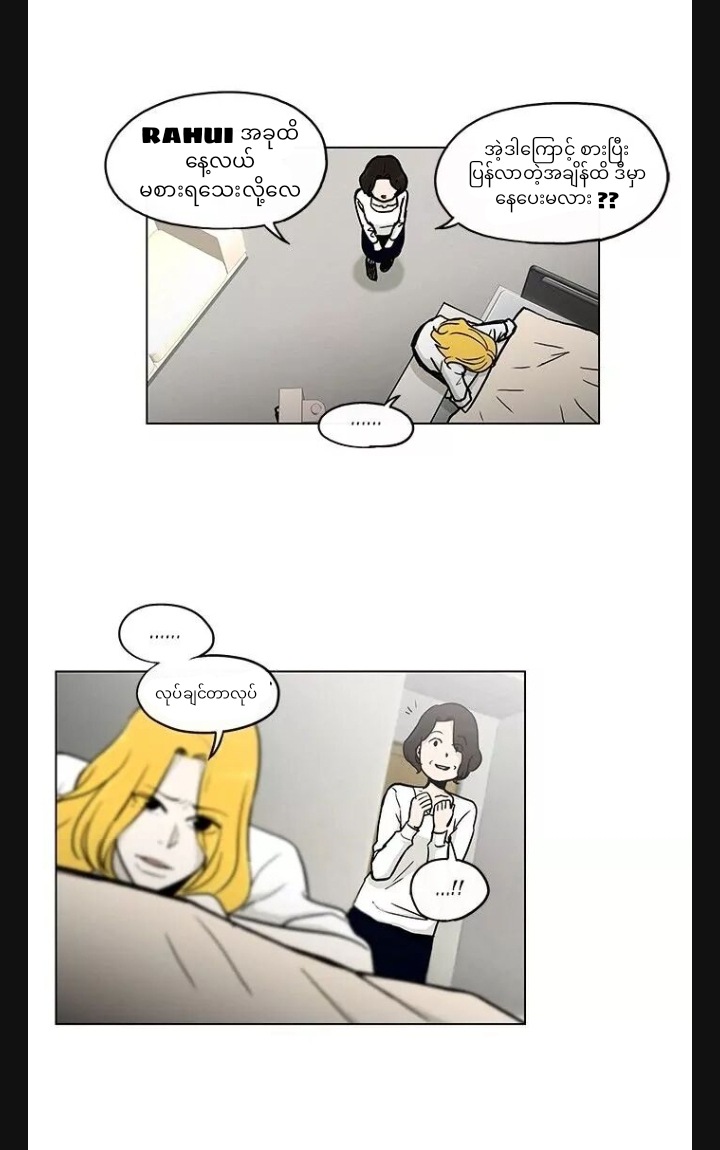 RAHUI အခုထိ
နေ့လယ်
မစားရသေးလို့လေ
အဲ့ဒါကြောင့် စားပြီး
ပြန်လာတဲ့အချိန်ထိ ဒီမှာ
နေပေးမလား ??
......
......
လုပ်ချင်တာလုပ်
...!!